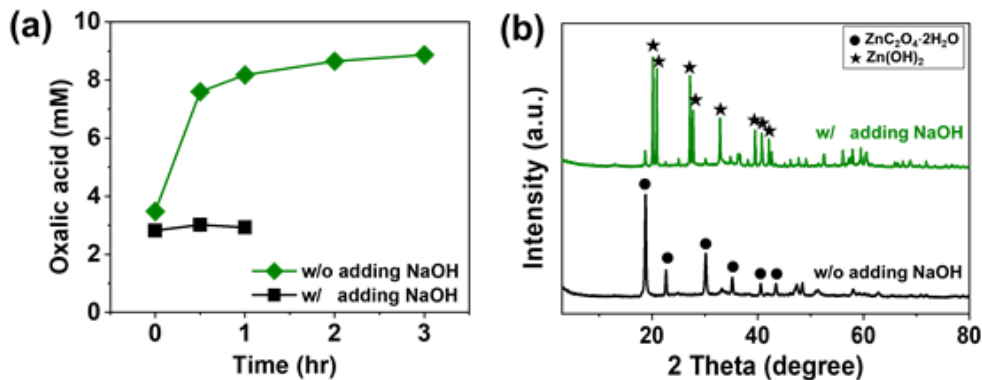 (a)
Oxalic acid (mM)
10
8
6
4
2
0
w/o adding NaOH
w/ adding NaOH
0 1 2 3
Time (hr)
(b)
Intensity (a.u.)
ZnC₂O₄·2H₂O
Zn(OH)₂
w/ adding NaOH
w/o adding NaOH
20 40 60 80
2 Theta (degree)